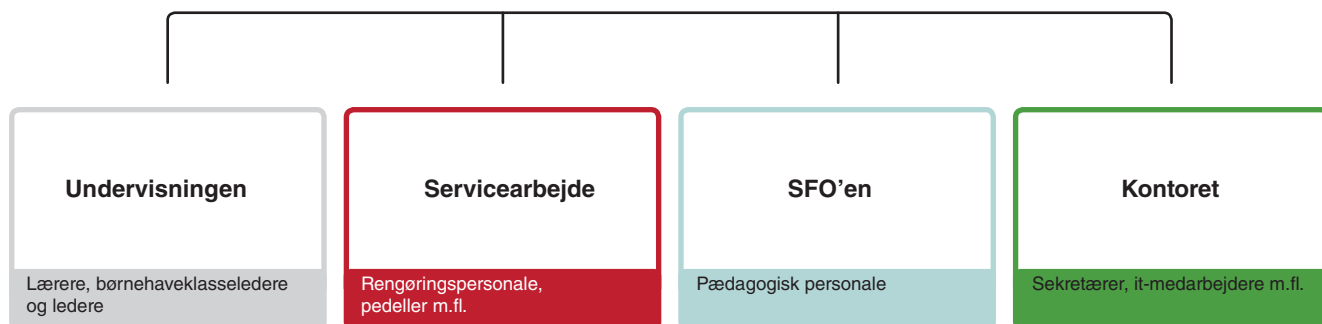 Undervisningen
Lærere, børnehaveklasseledere
og ledere
Servicearbejde
Rengøringspersonale,
pedeller m.fl.
SFO’en
Pædagogisk personale
Kontoret
Sekretærer, it-medarbejdere m.fl.